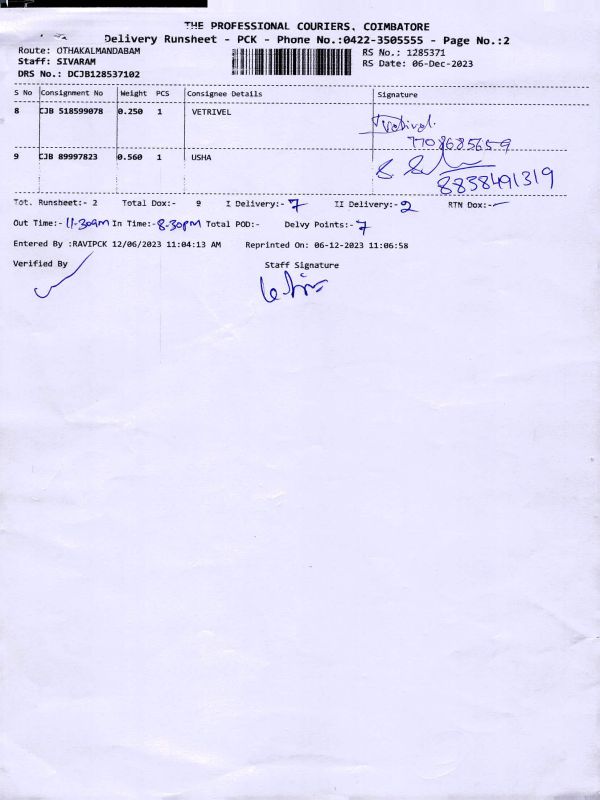 THE PROFESSIONAL COURIERS, COIMBATORE
Delivery Runsheet - PCK - Phone No.:0422-3505555 - Page No.:2
Route: OTHAKALMANDABAM RS No.: 1285371
Staff: SIVARAM RS Date: 06-Dec-2023
DRS No.: DCJB128537102
S No Consignment No Weight PCS Consignee Details Signature
8 CJB 518599078 0.250 1 VETRIVEL Vetrivel.
7708685659
9 CJB 89997823 0.560 1 USHA
8838491319
Tot. Runsheet:- 2 Total Dox:- 9 I Delivery:- 7 II Delivery:- 2 RTN Dox:-
Out Time:- 11.30am In Time:- 8.30PM Total POD:- Delvy Points:- 7
Entered By :RAVIPCK 12/06/2023 11:04:13 AM Reprinted On: 06-12-2023 11:06:58
Verified By Staff Signature